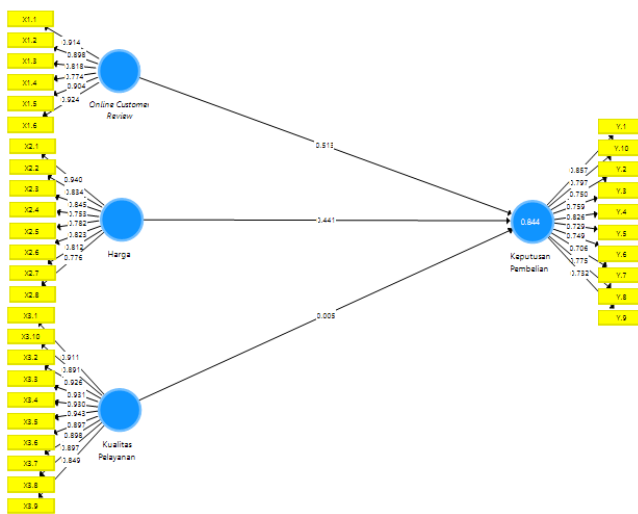 X1.1
X1.2
X1.3
X1.4
X1.5
X1.6
0.914
0.898
0.818
0.774
0.904
0.924
Online Customer
Review
X2.1
X2.2
X2.3
X2.4
X2.5
X2.6
X2.7
X2.8
0.940
0.834
0.845
0.753
0.782
0.823
0.812
0.776
Harga
X3.1
X3.10
X3.2
X3.3
X3.4
X3.5
X3.6
X3.7
X3.8
X3.9
0.911
0.891
0.926
0.931
0.930
0.943
0.897
0.898
0.897
0.849
Kualitas
Pelayanan
0.441
0.005
0.844
Keputusan
Pembelian
0.857
0.797
0.750
0.759
0.826
0.729
0.749
0.706
0.775
0.732
Y.1
Y.10
Y.2
Y.3
Y.4
Y.5
Y.6
Y.7
Y.8
Y.9